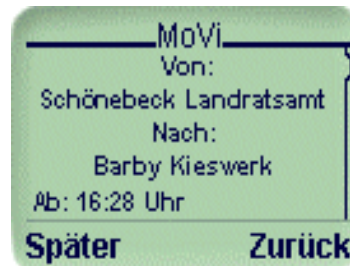 MoVi
Von:
Schönebeck Landratsamt
Nach:
Barby Kieswerk
Ab: 16:28 Uhr
Später Zurück